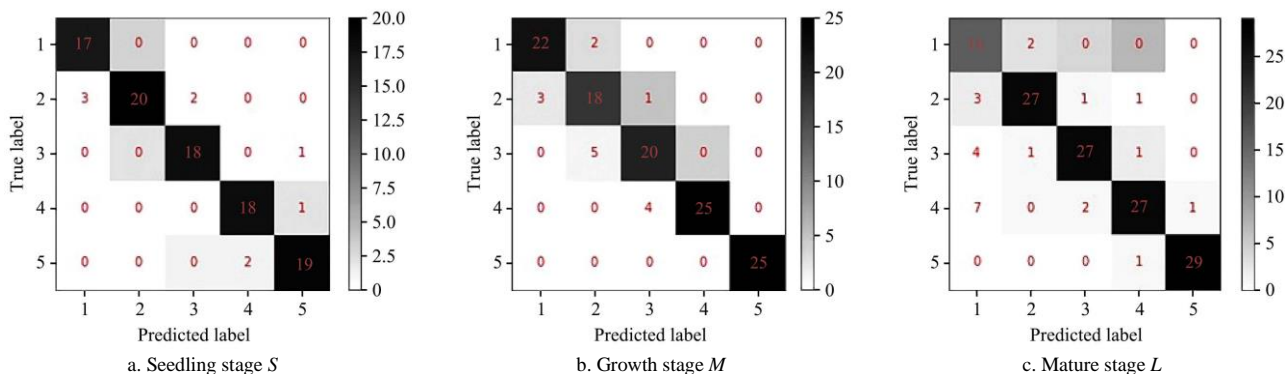 True label
1
2
3
4
5
17 0 0 0 0
3 20 2 0 0
0 0 18 0 1
0 0 0 18 1
0 0 0 2 19
1 2 3 4 5
Predicted label
20.0
17.5
15.0
12.5
10.0
7.5
5.0
2.5
0
a. Seedling stage S
True label
1
2
3
4
5
22 2 0 0 0
3 18 1 0 0
0 5 20 0 0
0 0 4 25 0
0 0 0 0 25
1 2 3 4 5
Predicted label
25
20
15
10
5
0
b. Growth stage M
True label
1
2
3
4
5
2 0 0 0
3 27 1 1 0
4 1 27 1 0
7 0 2 27 1
0 0 0 1 29
1 2 3 4 5
Predicted label
25
20
15
10
5
0
c. Mature stage L